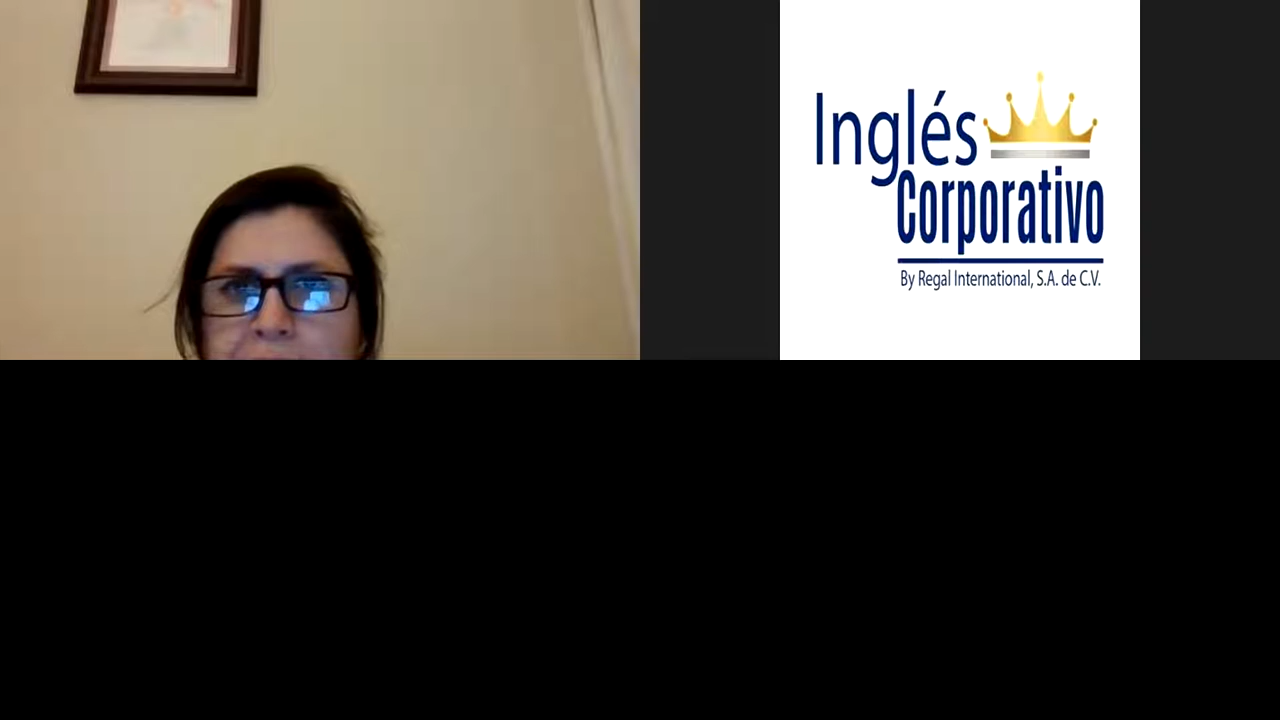 Inglés
Corporativo
By Regal International, S.A. de C.V.